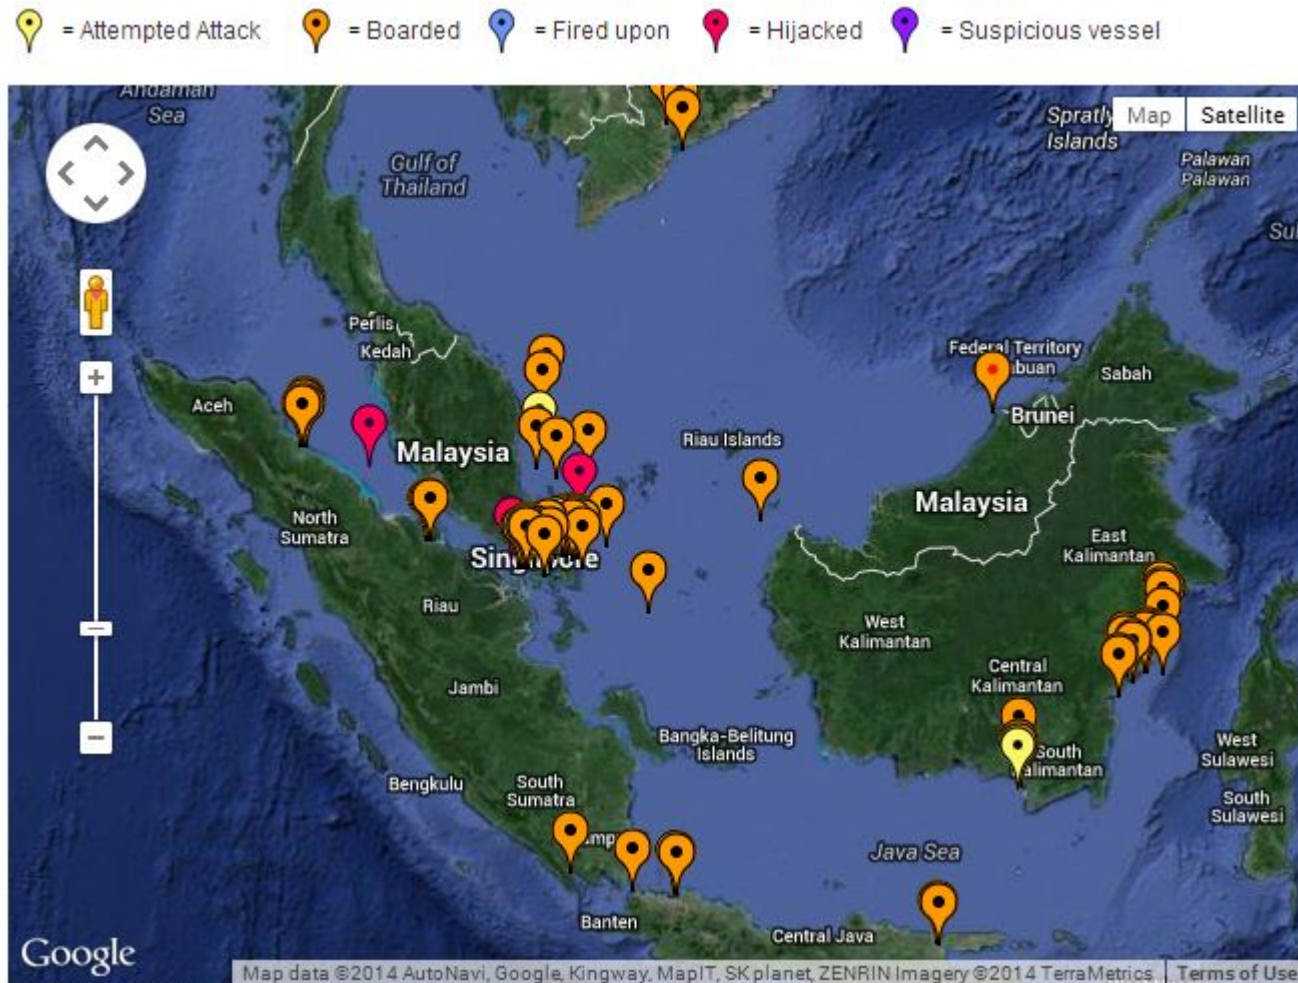 = Attempted Attack
= Boarded
= Fired upon
= Hijacked
= Suspicious vessel
Andaman
Sea
Gulf of
Thailand
Spratly
Islands
Map
Satellite
Palawan
Palawan
Perlis
Kedah
Aceh
Malaysia
Riau Islands
Federal Territory
Sabah
Brunei
Malaysia
North
Sumatra
Singapore
East
Kalimantan
Riau
West
Kalimantan
Central
Kalimantan
Jambi
Bangka-Belitung
Islands
West
Sulawesi
South
Bengkulu
South
Sumatra
South
Sulawesi
Java Sea
Banten
Central Java
Google
Map data ©2014 AutoNavi, Google, Kingway, MapIT, SK planet, ZENRIN Imagery ©2014 TerraMetrics
Terms of Use